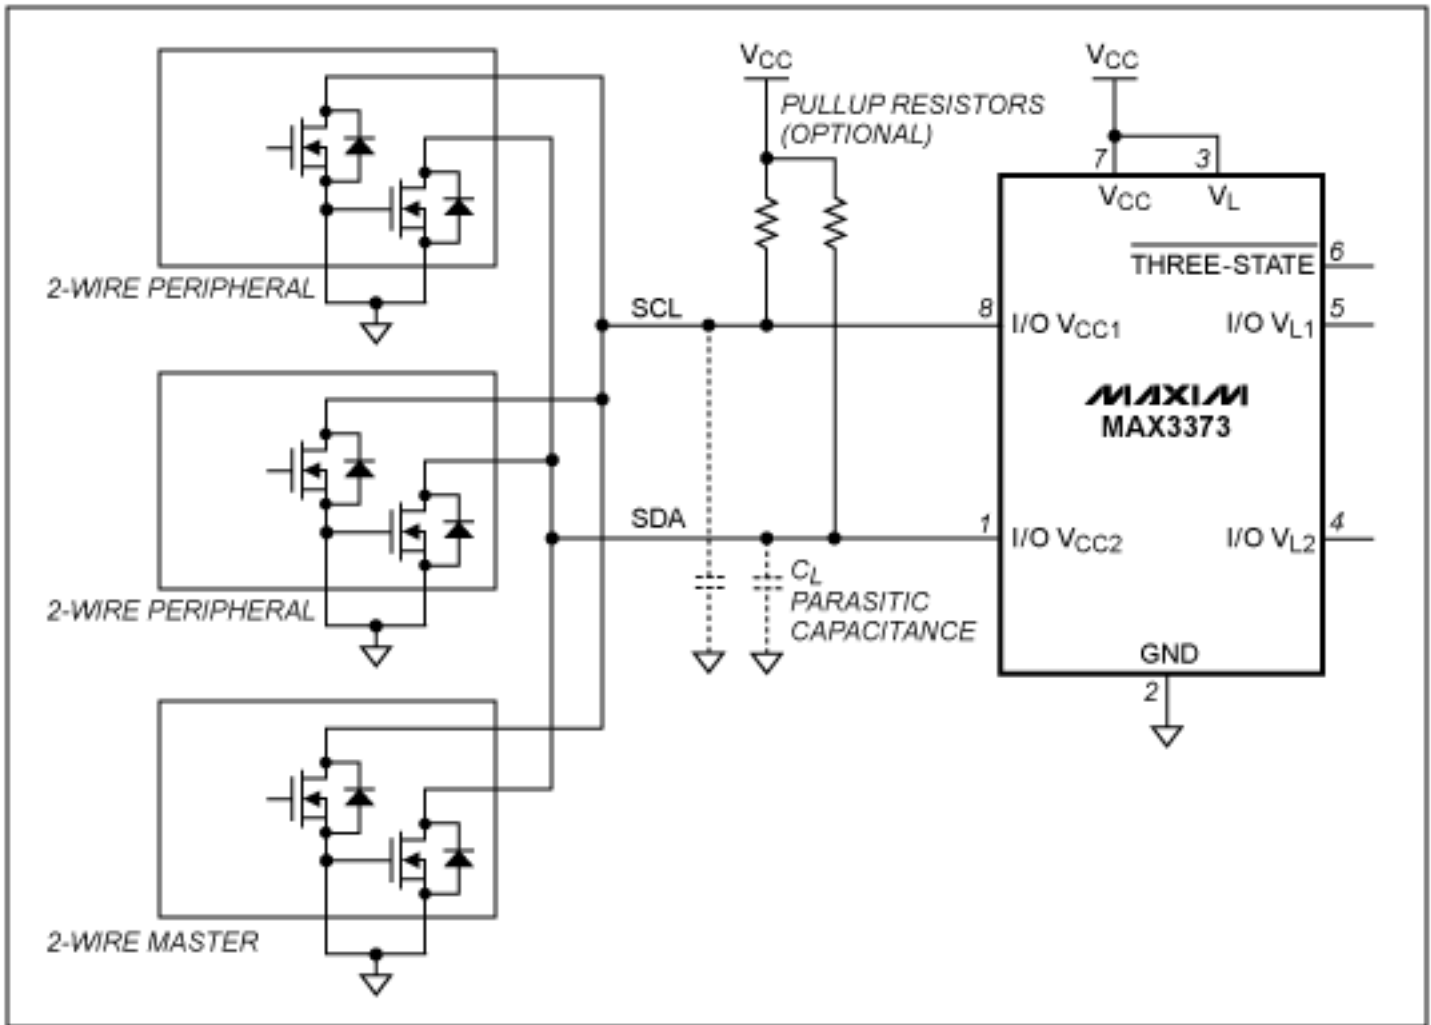 VCC
PULLUP RESISTORS
(OPTIONAL)
VCC
7
3
VCC
VL
THREE-STATE
6
2-WIRE PERIPHERAL
SCL
8
I/O VCC1
I/O VL1
5
MAXIM
MAX3373
SDA
1
I/O VCC2
I/O VL2
4
CL
PARASITIC
CAPACITANCE
2-WIRE PERIPHERAL
GND
2
2-WIRE MASTER